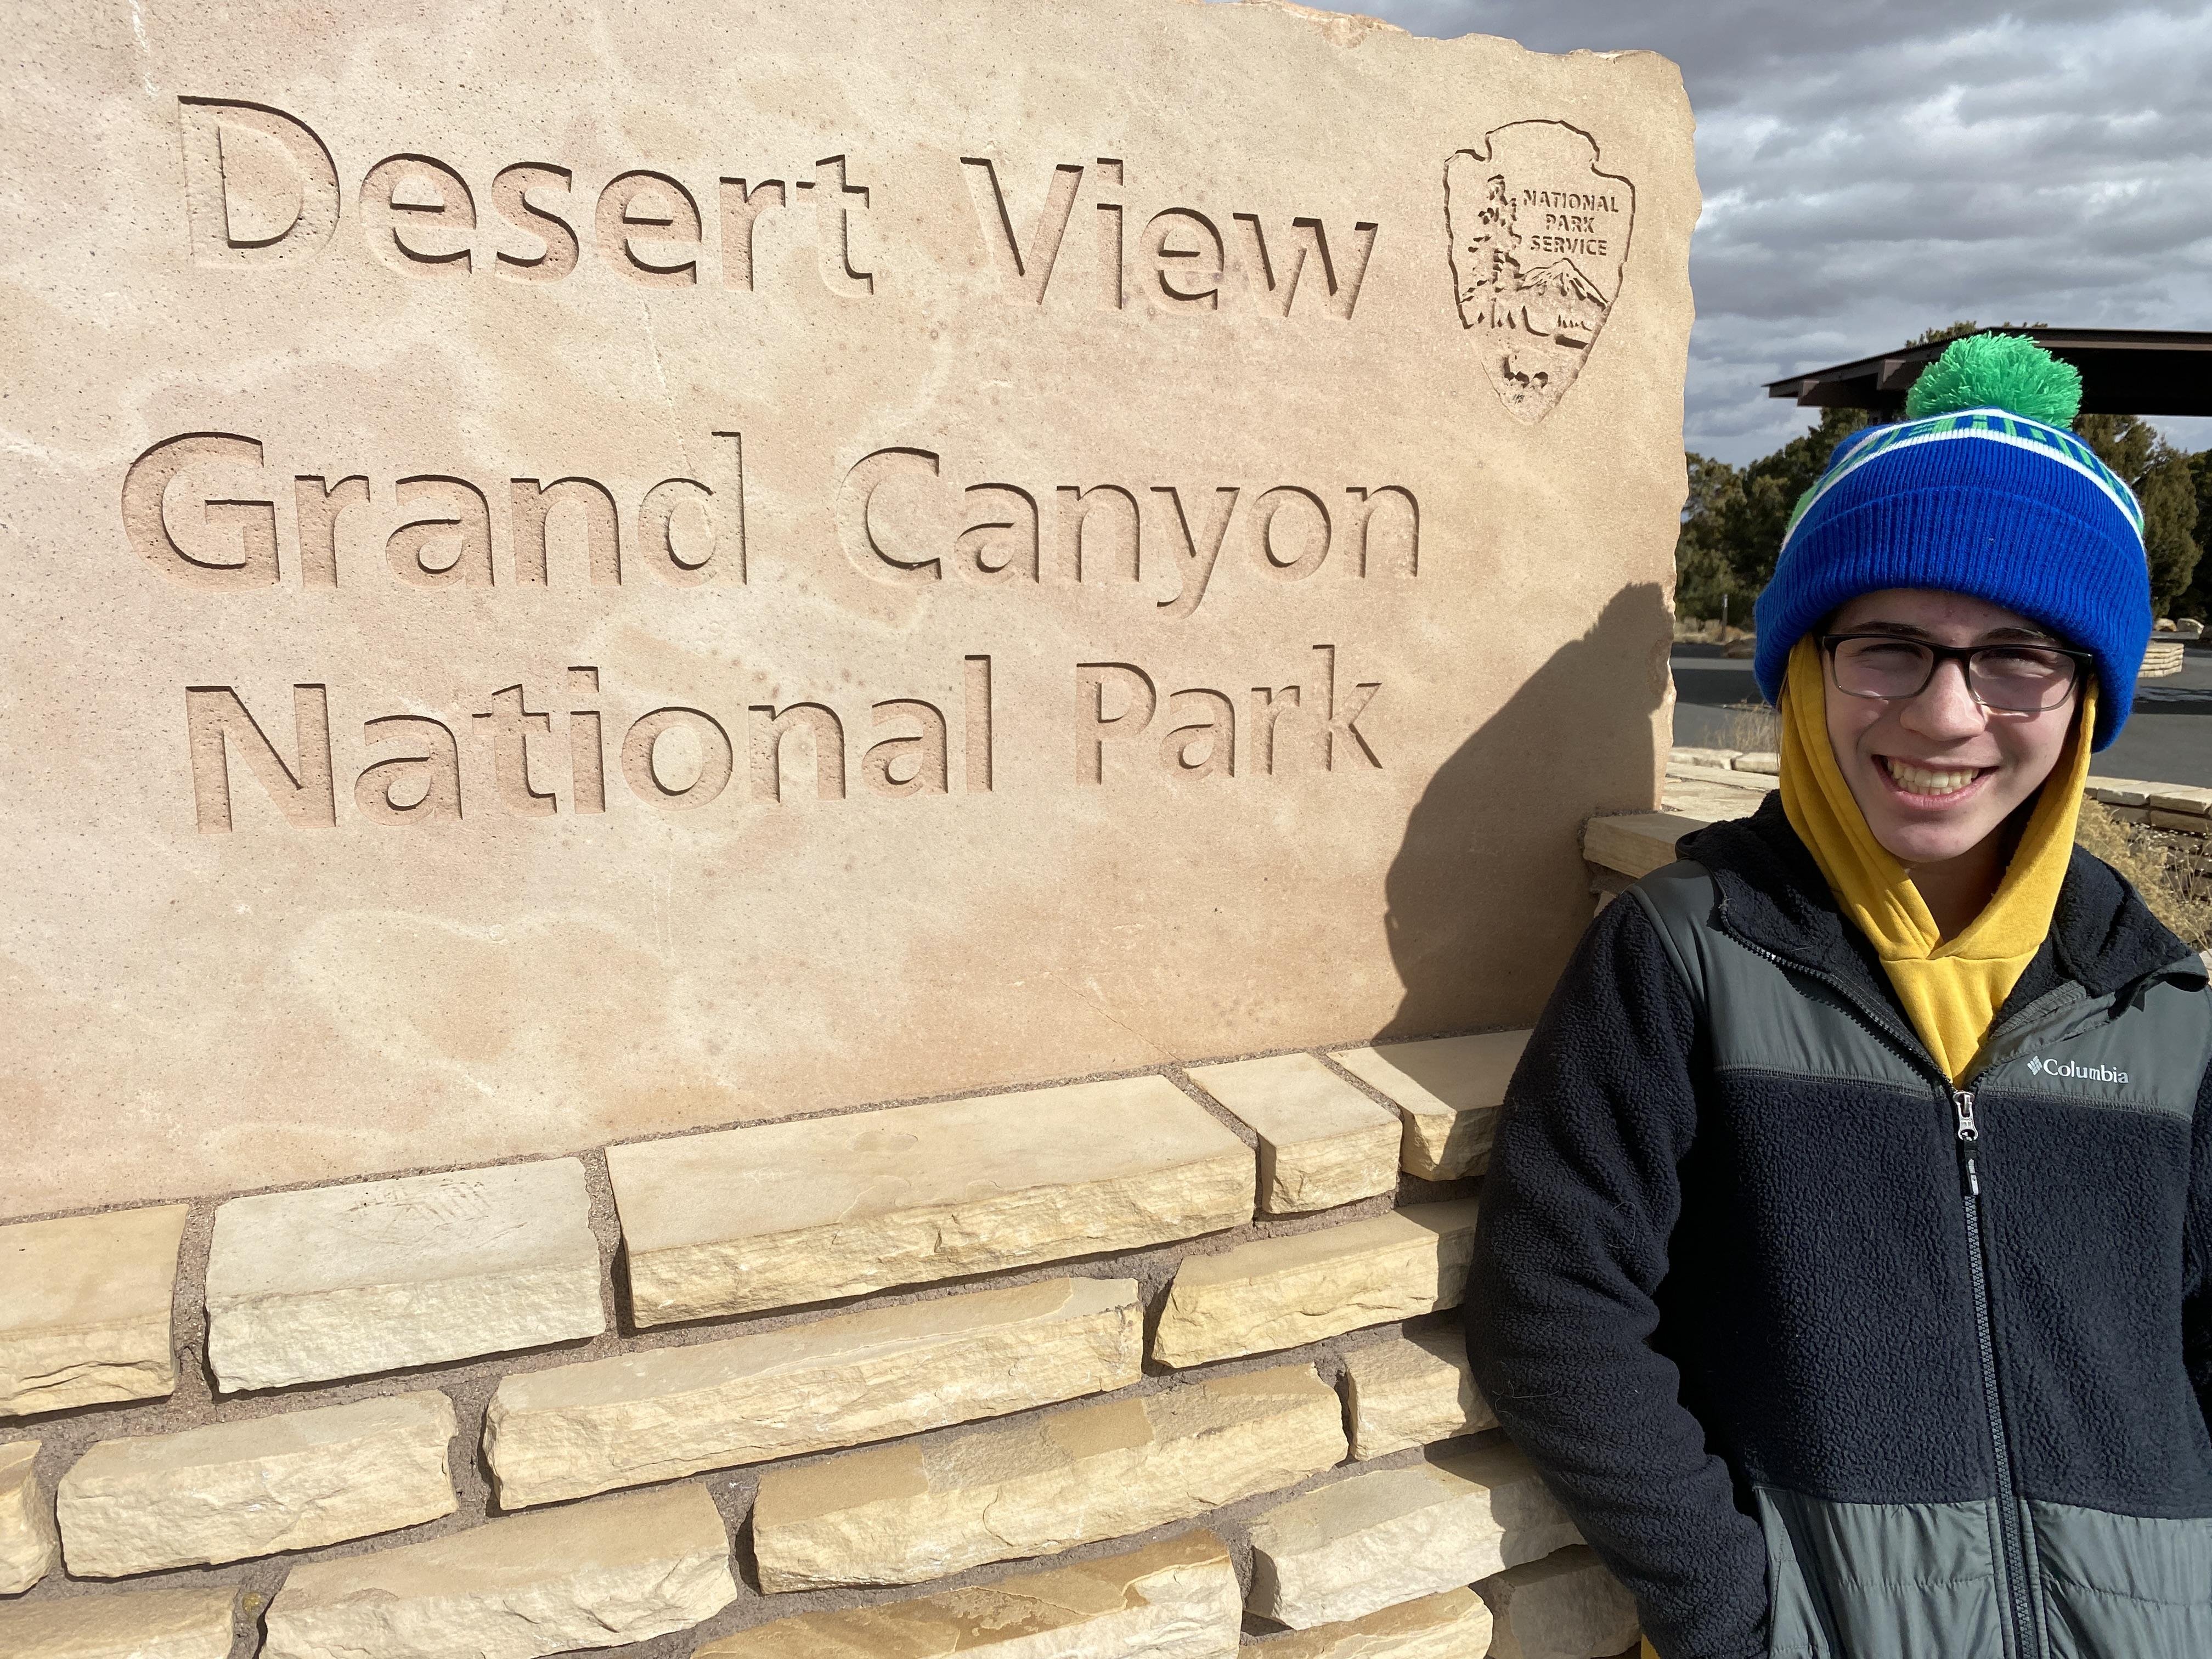 Desert View
NATIONAL
PARK
SERVICE
Grand Canyon
National Park
Columbia